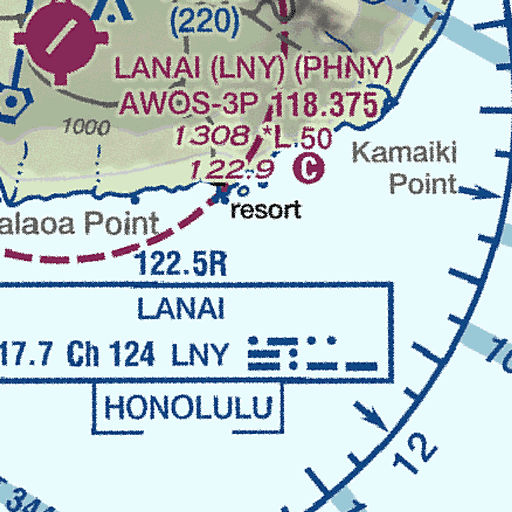 (220)
LANAI (LNY) (PHNY)
AWOS-3P 118.375
1000
1308 *L 50
122.9 C
Kamaiki
Point
resort
alaoa Point
122.5R
LANAI
17.7 Ch 124 LNY
HONOLULU
12
344